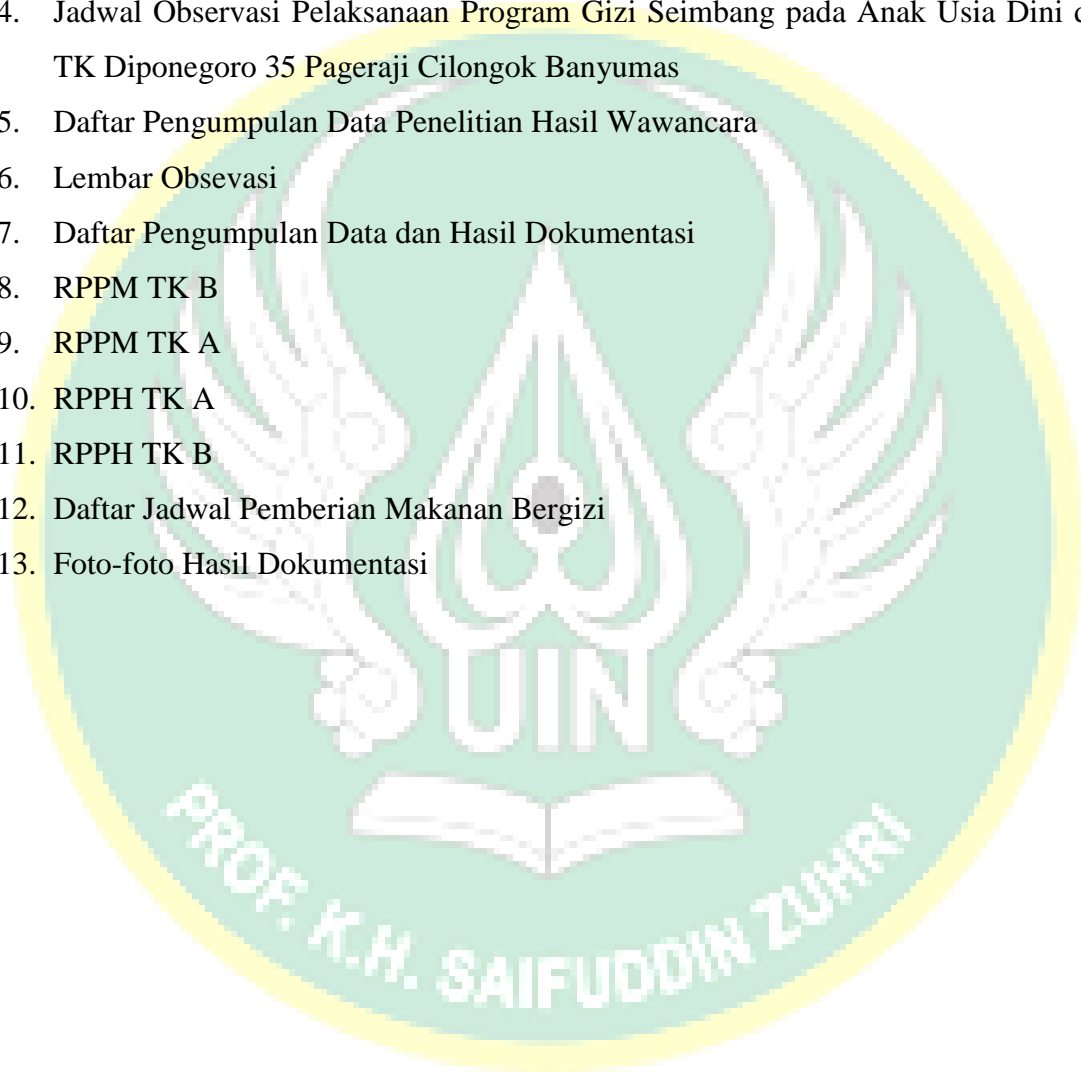 4. Jadwal Observasi Pelaksanaan Program Gizi Seimbang pada Anak Usia Dini
TK Diponegoro 35 Pageraji Cilongok Banyumas
5. Daftar Pengumpulan Data Penelitian Hasil Wawancara
6. Lembar Obsevasi
7. Daftar Pengumpulan Data dan Hasil Dokumentasi
8. RPPM TK B
9. RPPM TK A
10. RPPH TK A
11. RPPH TK B
12. Daftar Jadwal Pemberian Makanan Bergizi
13. Foto-foto Hasil Dokumentasi
UIN
PROF. K.H. SAIFUDDIN ZUHRI